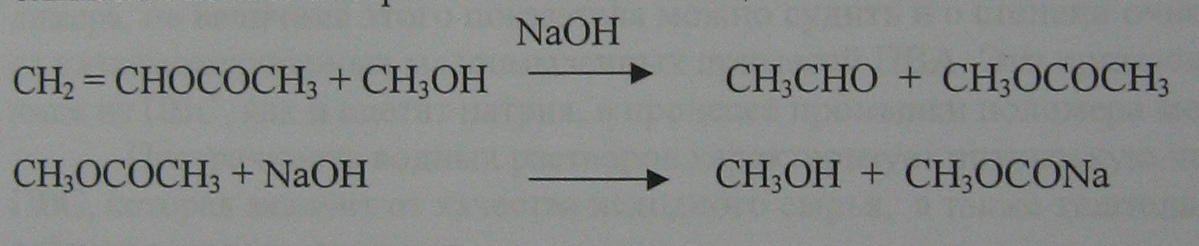 NaOH
CH₂ = CHOCOCH₃ + CH₃OH ⟶ CH₃CHO + CH₃OCOCH₃
CH₃OCOCH₃ + NaOH ⟶ CH₃OH + CH₃OCONa